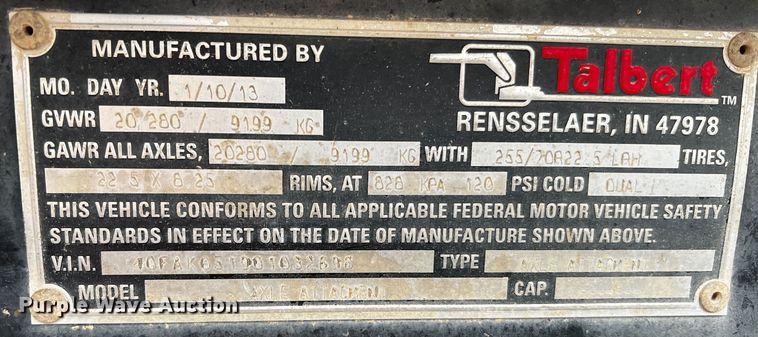 MANUFACTURED BY
Talbert
TM
MO. DAY YR. 1/10/13
GVWR 20 280 / 9199 KG
RENSSELAER, IN 47978
GAWR ALL AXLES, 20280 / 9199 KG WITH 255/70R22.5 LRH TIRES,
22 5 X 8 25 RIMS, AT 828 KPA 120 PSI COLD DUAL
THIS VEHICLE CONFORMS TO ALL APPLICABLE FEDERAL MOTOR VEHICLE SAFETY
STANDARDS IN EFFECT ON THE DATE OF MANUFACTURE SHOWN ABOVE.
V.I.N. TYPE
MODEL AXLE CAP.
Purple Wave Auction